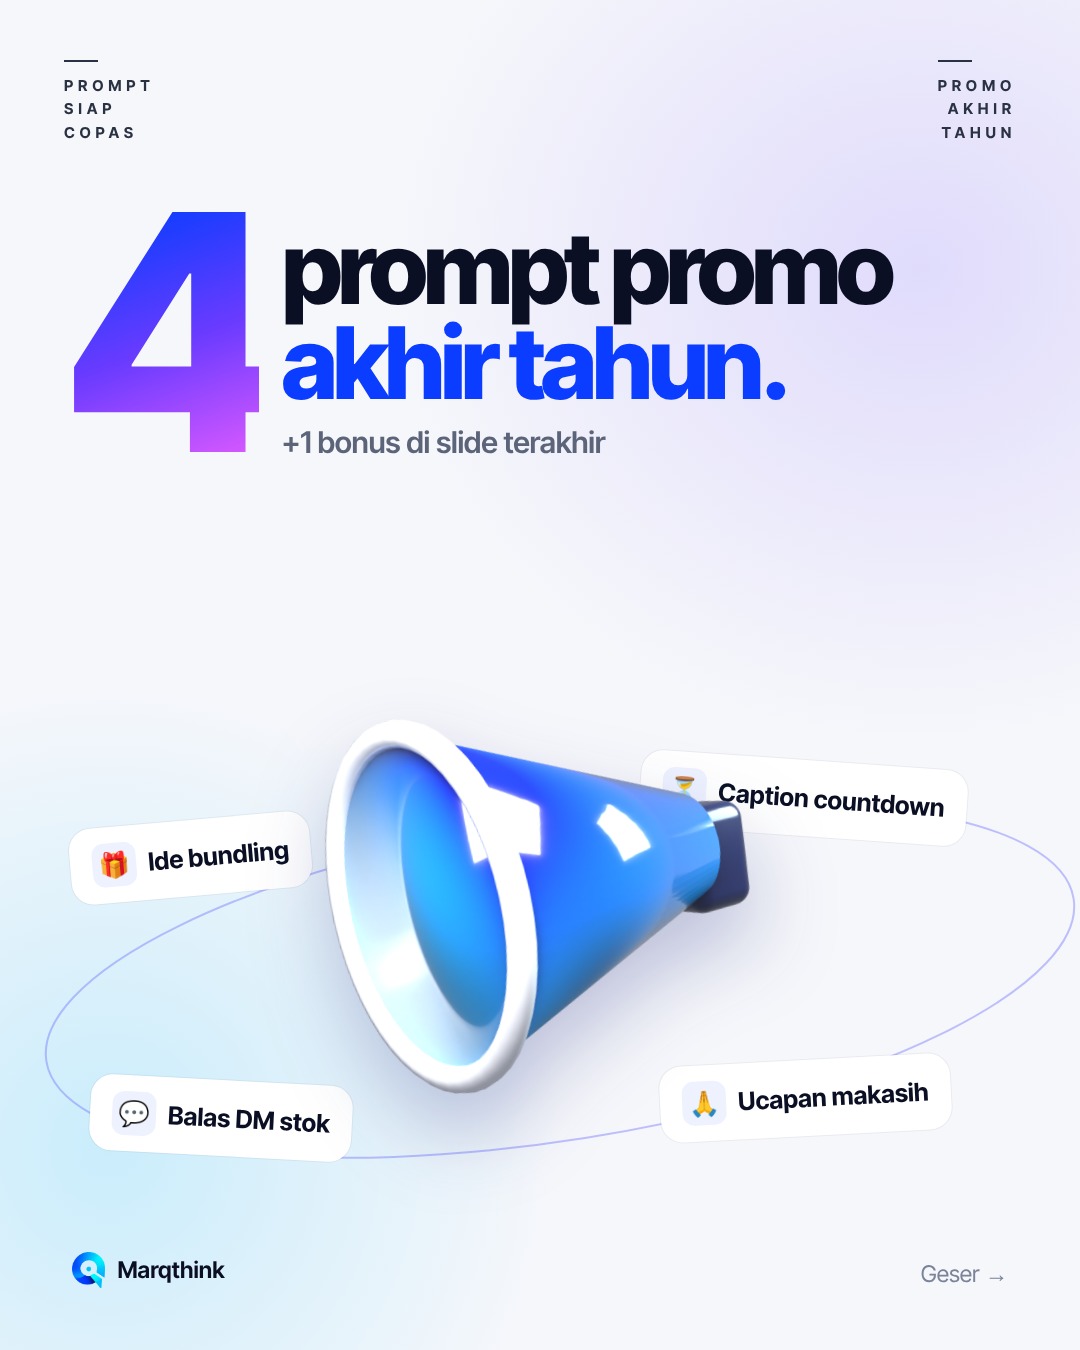 PROMPT
SIAP
COPAS
PROMO
AKHIR
TAHUN
4
prompt promo
akhir tahun.
+1 bonus di slide terakhir
Caption countdown
Ide bundling
Balas DM stok
Ucapan makasih
Marqthink
Geser →